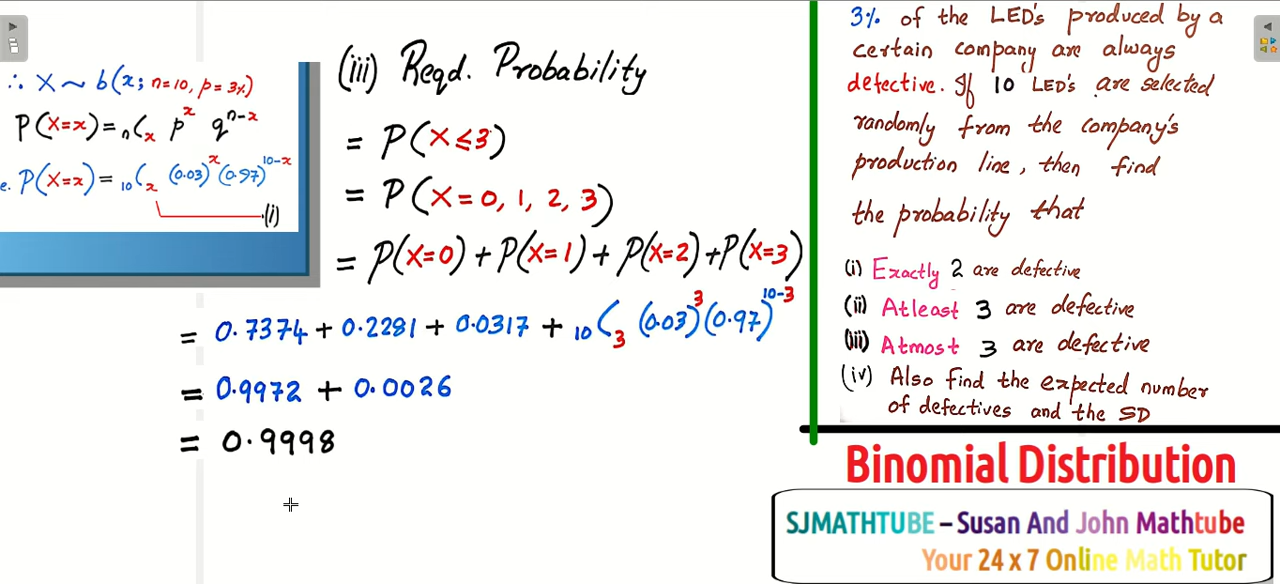 ∴ X ~ b(x; n=10, p=3%)
P(X=x) = nCx p^x q^n-x
e. P(X=x) = 10Cx (0.03)^x (0.97)^10-x
(i)
(iii) Reqd. Probability
= P(X≤3)
= P(X=0, 1, 2, 3)
= P(X=0) + P(X=1) + P(X=2) + P(X=3)
= 0.7374 + 0.2281 + 0.0317 + 10C3 (0.03)^3 (0.97)^10-3
= 0.9972 + 0.0026
= 0.9998
3% of the LED's produced by a
certain company are always
defective. If 10 LED's are selected
randomly from the company's
production line, then find
the probability that
(i) Exactly 2 are defective
(ii) Atleast 3 are defective
(iii) Atmost 3 are defective
(iv) Also find the expected number
of defectives and the SD
Binomial Distribution
SJMATHTUBE – Susan And John Mathtube
Your 24 x 7 Online Math Tutor